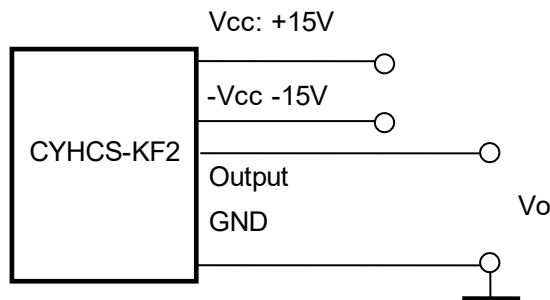 Vcc: +15V
-Vcc -15V
CYHCS-KF2
Output
Vo
GND